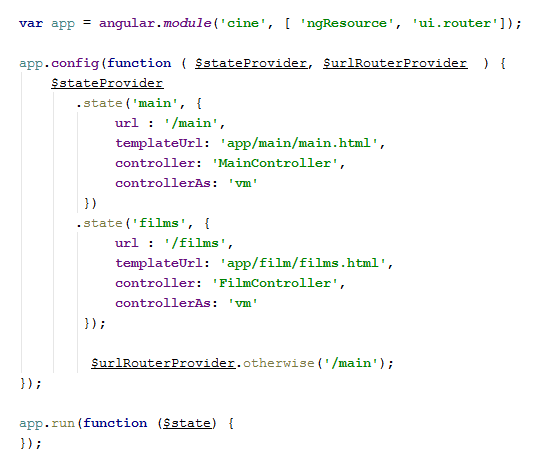 var app = angular.module('cine', [ 'ngResource', 'ui.router']);
app.config(function ( $stateProvider, $urlRouterProvider  ) {
    $stateProvider
       .state('main', {
            url : '/main',
            templateUrl: 'app/main/main.html',
            controller: 'MainController',
            controllerAs: 'vm'
        })
       .state('films', {
            url : '/films',
            templateUrl: 'app/film/films.html',
            controller: 'FilmController',
            controllerAs: 'vm'
        });
         $urlRouterProvider.otherwise('/main');
});
app.run(function ($state) {
});